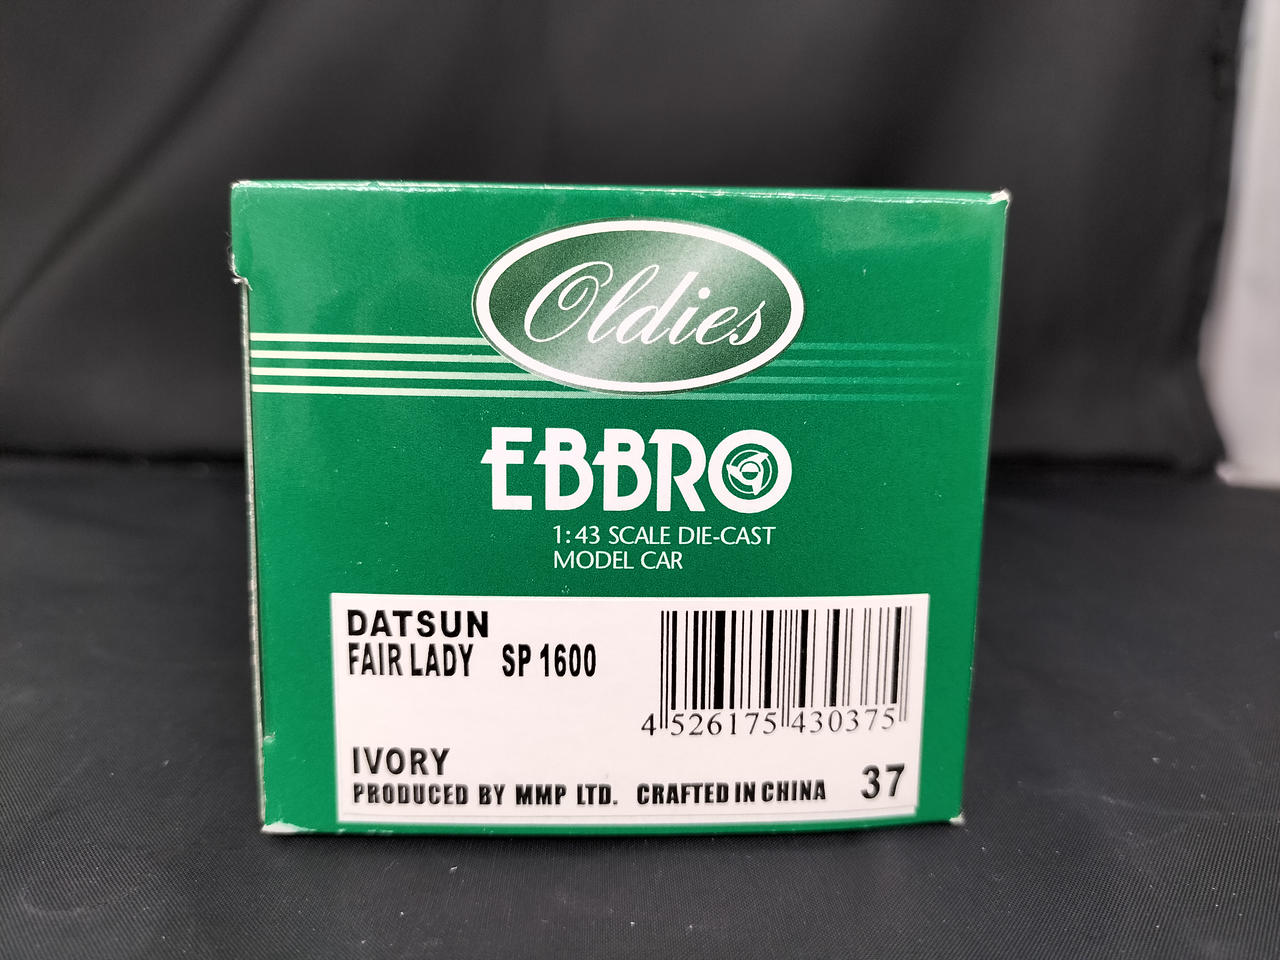 Oldies
EBBRO
1:43 SCALE DIE-CAST
MODEL CAR
DATSUN
FAIR LADY SP 1600
4 526175 430375
IVORY
PRODUCED BY MMP LTD. CRAFTED IN CHINA 37